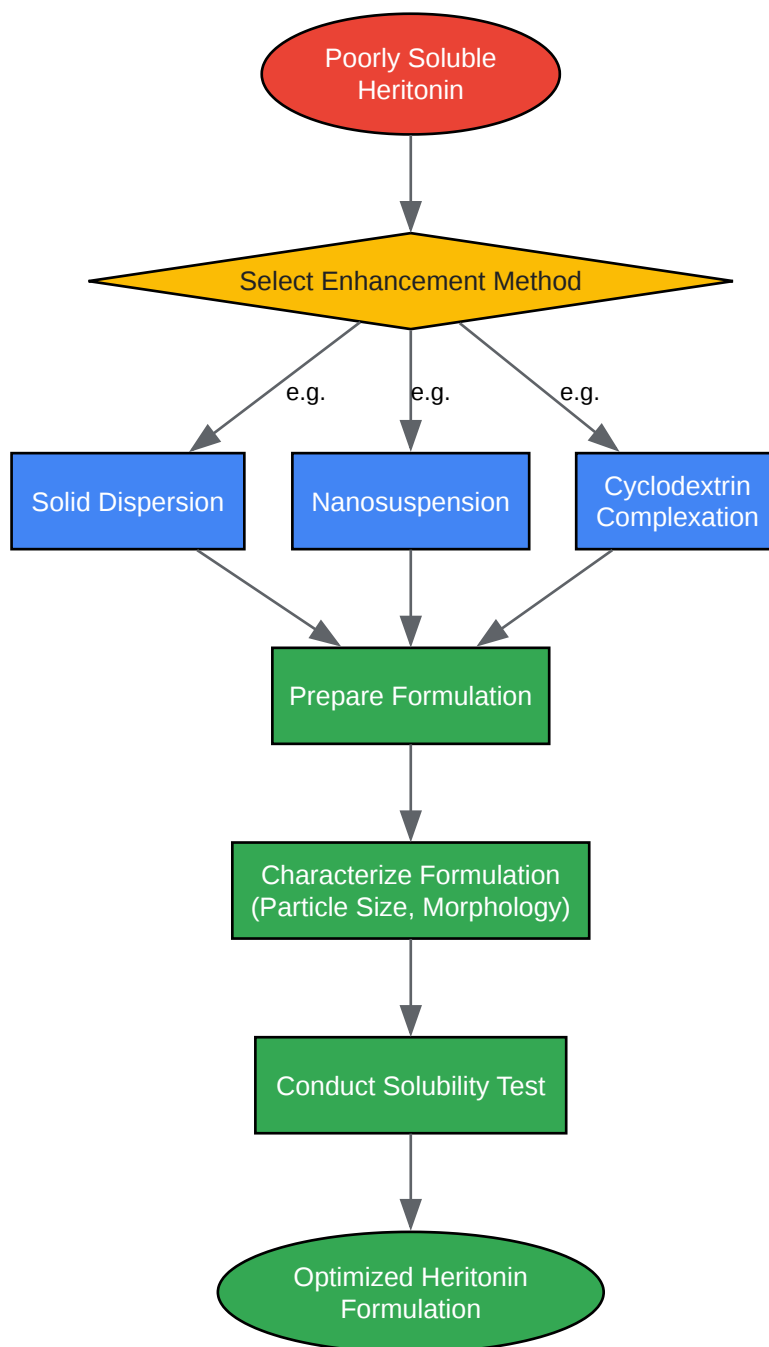 Poorly Soluble
Heritonin
Select Enhancement Method
e.g.
e.g.
e.g.
Solid Dispersion
Nanosuspension
Cyclodextrin
Complexation
Prepare Formulation
Characterize Formulation
(Particle Size, Morphology)
Conduct Solubility Test
Optimized Heritonin
Formulation